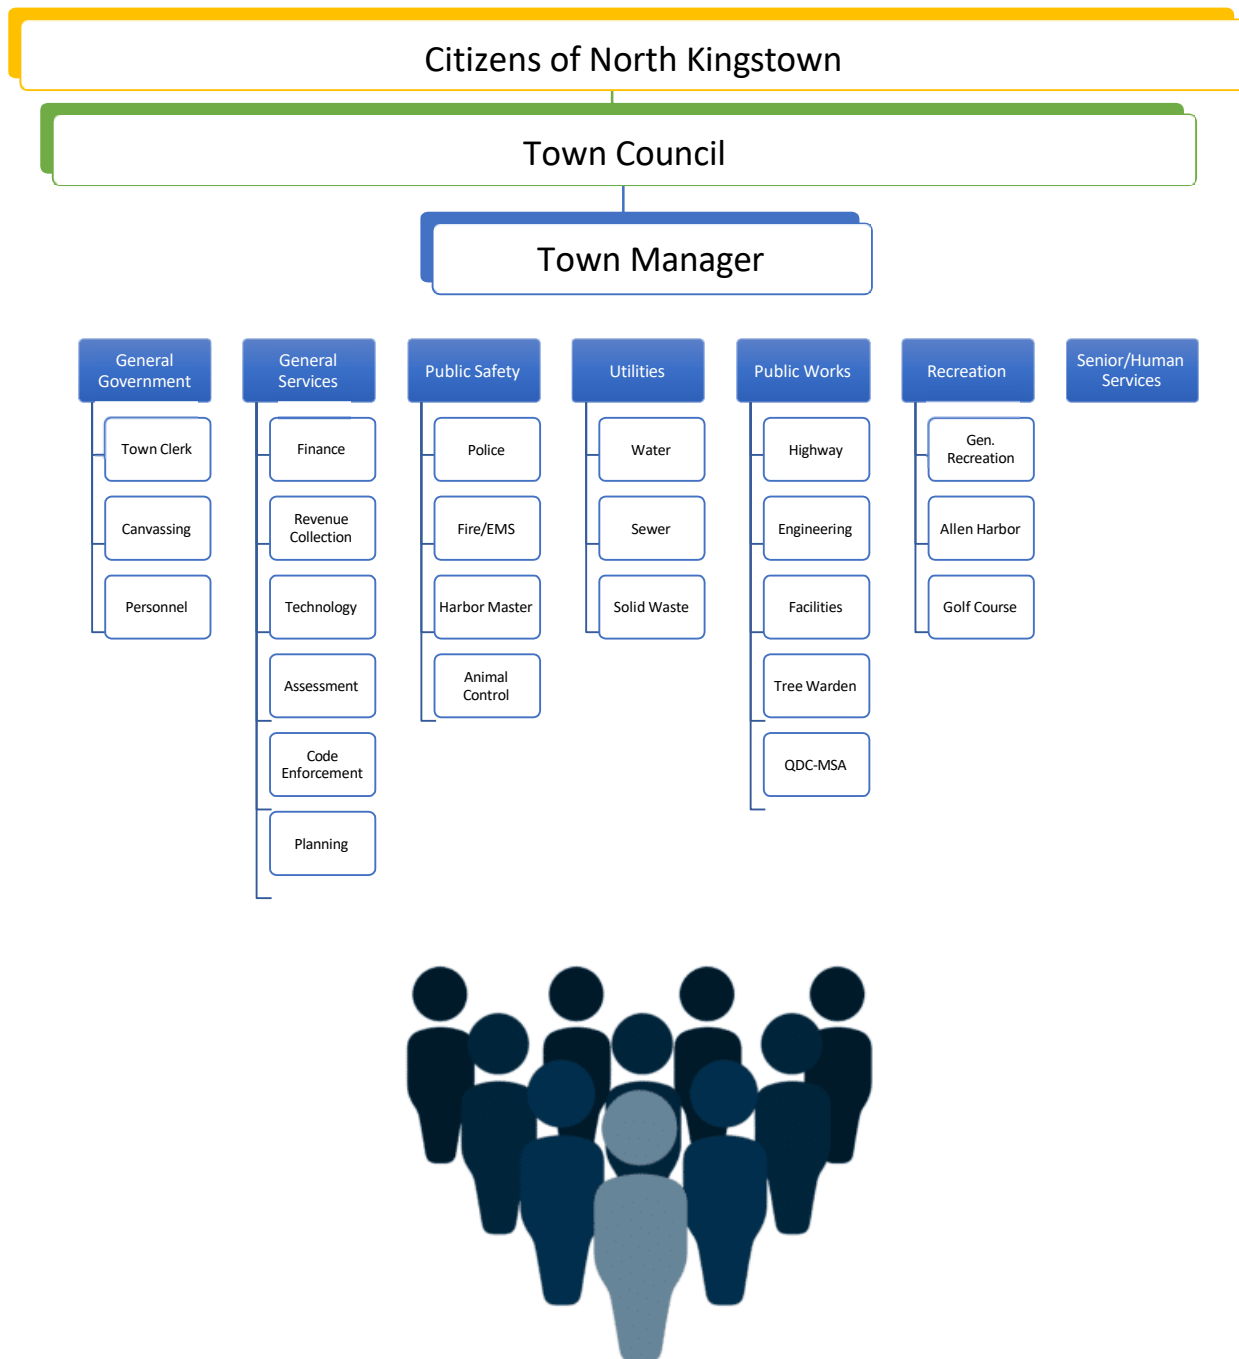 Citizens of North Kingstown
Town Council
Town Manager
General
Government
Town Clerk
Canvassing
Personnel
General
Services
Finance
Revenue
Collection
Technology
Assessment
Code
Enforcement
Planning
Public Safety
Police
Fire/EMS
Harbor Master
Animal
Control
Utilities
Water
Sewer
Solid Waste
Public Works
Highway
Engineering
Facilities
Tree Warden
QDC-MSA
Recreation
Gen.
Recreation
Allen Harbor
Golf Course
Senior/Human
Services